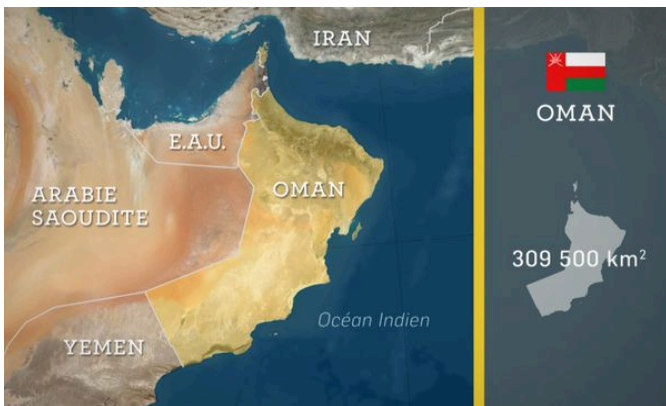 IRAN
E.A.U.
ARABIE
SAOUDITE
OMAN
YEMEN
Océan Indien
OMAN
309 500 km²